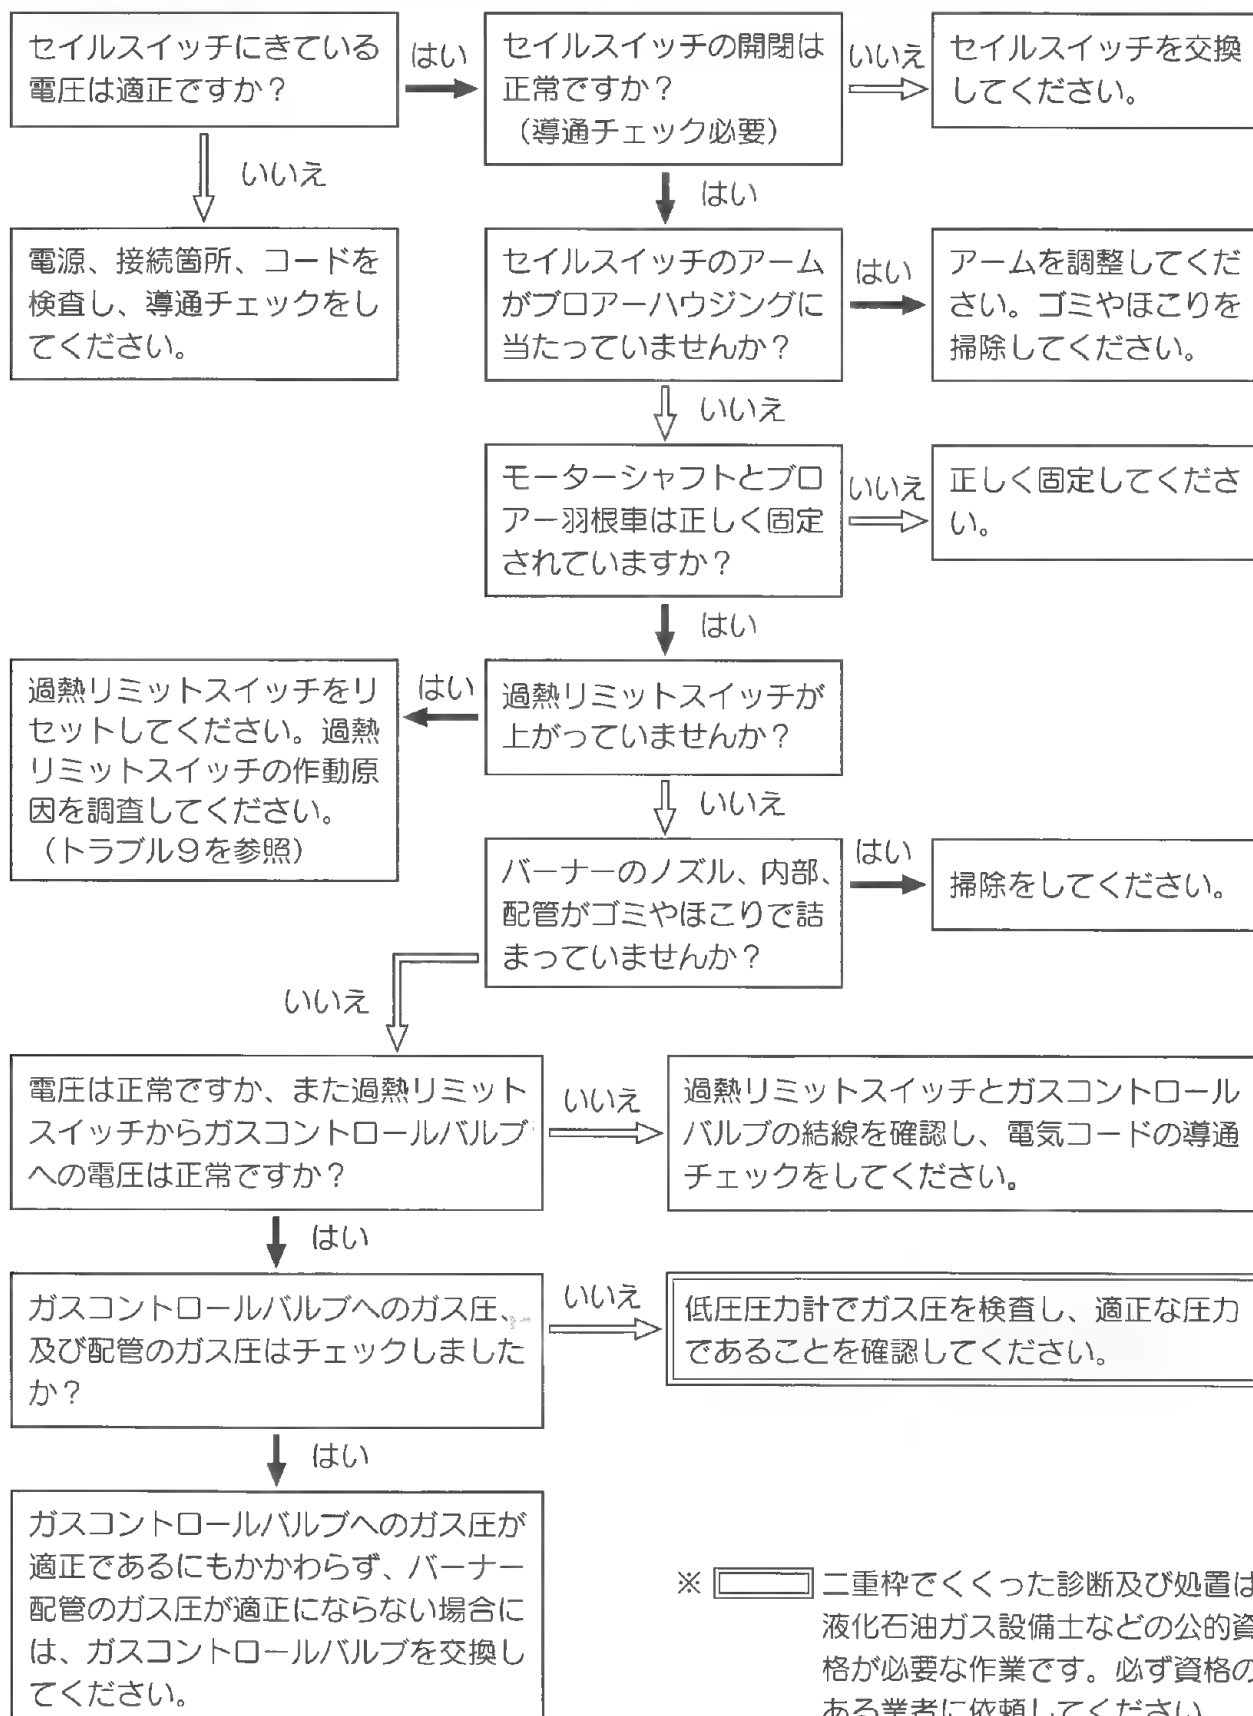 セイルスイッチにきている
電圧は適正ですか？
はい
セイルスイッチの開閉は
正常ですか？
（導通チェック必要）
いいえ
セイルスイッチを交換
してください。
いいえ
はい
電源、接続箇所、コードを
検査し、導通チェックをし
てください。
セイルスイッチのアーム
がブロアーハウジングに
当たっていませんか？
はい
アームを調整してくだ
さい。ゴミやほこりを
掃除してください。
いいえ
モーターシャフトとブロ
アー羽根車は正しく固定
されていますか？
いいえ
正しく固定してくださ
い。
はい
過熱リミットスイッチが
上がっていませんか？
はい
過熱リミットスイッチをリ
セットしてください。過熱
リミットスイッチの作動原
因を調査してください。
（トラブル9を参照）
いいえ
バーナーのノズル、内部、
配管がゴミやほこりで詰
まっていませんか？
はい
掃除をしてください。
いいえ
電圧は正常ですか、また過熱リミット
スイッチからガスコントロールバルブ
への電圧は正常ですか？
いいえ
過熱リミットスイッチとガスコントロール
バルブの結線を確認し、電気コードの導通
チェックをしてください。
はい
ガスコントロールバルブへのガス圧、
及び配管のガス圧はチェックしました
か？
いいえ
低圧圧力計でガス圧を検査し、適正な圧力
であることを確認してください。
はい
ガスコントロールバルブへのガス圧が
適正であるにもかかわらず、バーナー
配管のガス圧が適正にならない場合に
は、ガスコントロールバルブを交換し
てください。
※ 二重枠でくくった診断及び処置は
液化石油ガス設備士などの公的資
格が必要な作業です。必ず資格の
ある業者に依頼してください